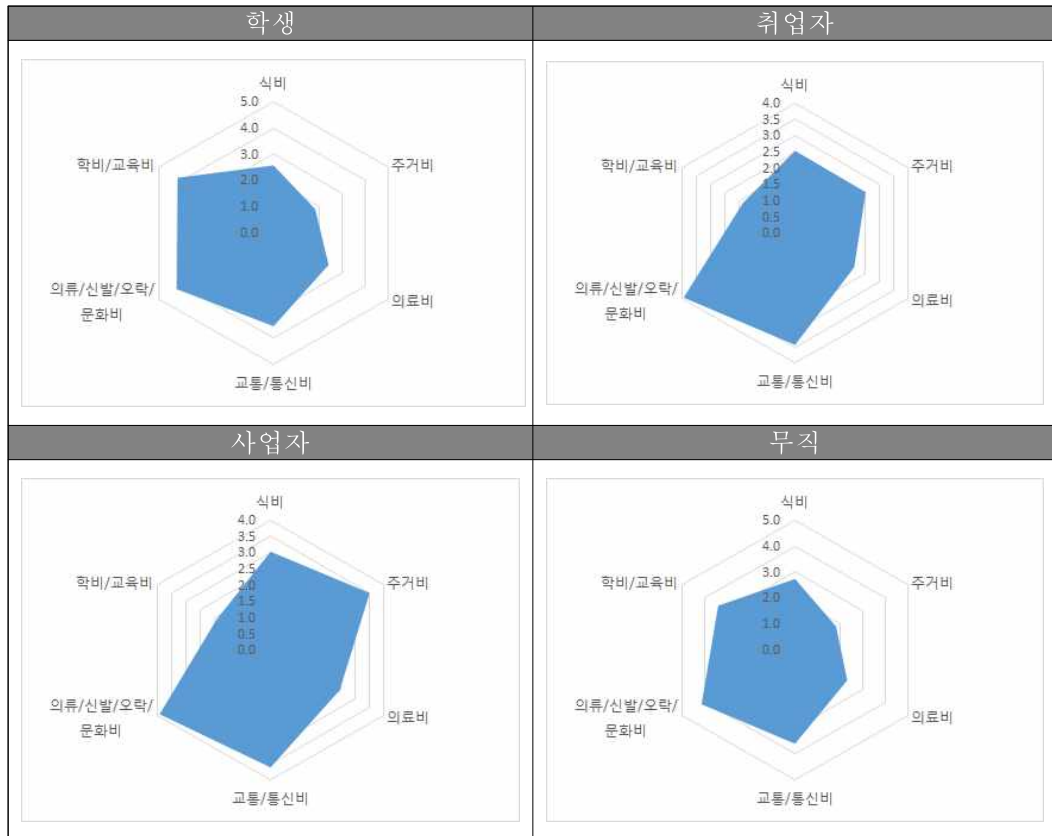 학생
취업자
식비
5.0
4.0
3.0
2.0
1.0
0.0
학비/교육비
주거비
의류/신발/오락/
문화비
의료비
교통/통신비
식비
4.0
3.5
3.0
2.5
2.0
1.5
1.0
0.5
0.0
학비/교육비
주거비
의류/신발/오락/
문화비
의료비
교통/통신비
사업자
무직
식비
4.0
3.5
3.0
2.5
2.0
1.5
1.0
0.5
0.0
학비/교육비
주거비
의류/신발/오락/
문화비
의료비
교통/통신비
식비
5.0
4.0
3.0
2.0
1.0
0.0
학비/교육비
주거비
의류/신발/오락/
문화비
의료비
교통/통신비